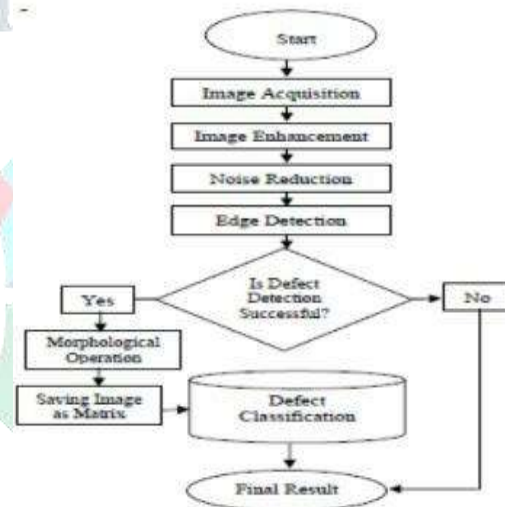 Start
Image Acquisition
Image Enhancement
Noise Reduction
Edge Detection
Is Defect
Detection
Successful?
Yes
No
Morphological
Operation
Saving Image
as Matrix
Defect
Classification
Final Result